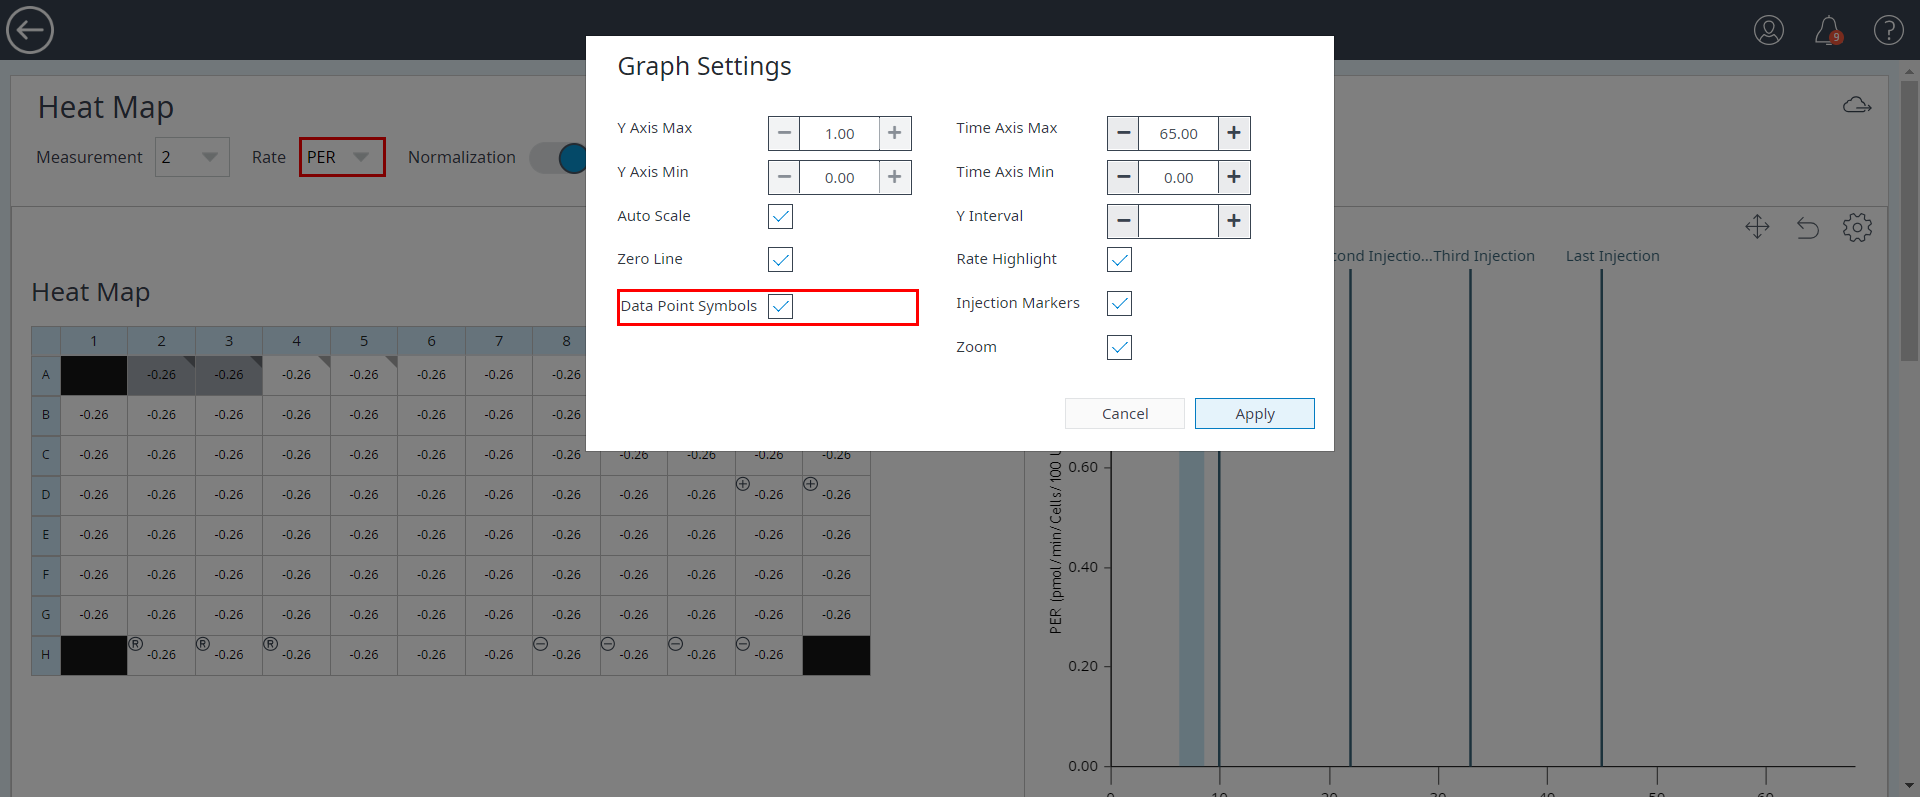 9
Heat Map
Measurement 2 Rate PER Normalization
Graph Settings
Y Axis Max − 1.00 + Time Axis Max − 65.00 +
Y Axis Min − 0.00 + Time Axis Min − 0.00 +
Auto Scale Y Interval − +
Zero Line Rate Highlight
Data Point Symbols Injection Markers
Zoom
Cancel Apply
Heat Map
1 2 3 4 5 6 7 8
A -0.26 -0.26 -0.26 -0.26 -0.26 -0.26 -0.26
B -0.26 -0.26 -0.26 -0.26 -0.26 -0.26 -0.26 -0.26
C -0.26 -0.26 -0.26 -0.26 -0.26 -0.26 -0.26 -0.26 -0.26 -0.26 -0.26 -0.26
D -0.26 -0.26 -0.26 -0.26 -0.26 -0.26 -0.26 -0.26 -0.26 -0.26 ⊕ -0.26 ⊕ -0.26
E -0.26 -0.26 -0.26 -0.26 -0.26 -0.26 -0.26 -0.26 -0.26 -0.26 -0.26 -0.26
F -0.26 -0.26 -0.26 -0.26 -0.26 -0.26 -0.26 -0.26 -0.26 -0.26 -0.26 -0.26
G -0.26 -0.26 -0.26 -0.26 -0.26 -0.26 -0.26 -0.26 -0.26 -0.26 -0.26 -0.26
H ® -0.26 ® -0.26 ® -0.26 -0.26 -0.26 -0.26 ⊖ -0.26 ⊖ -0.26 ⊖ -0.26 ⊖ -0.26
ond Injectio... Third Injection Last Injection
PER (pmol/min/Cells/100
0.60
0.40
0.20
0.00
0 10 20 30 40 50 60